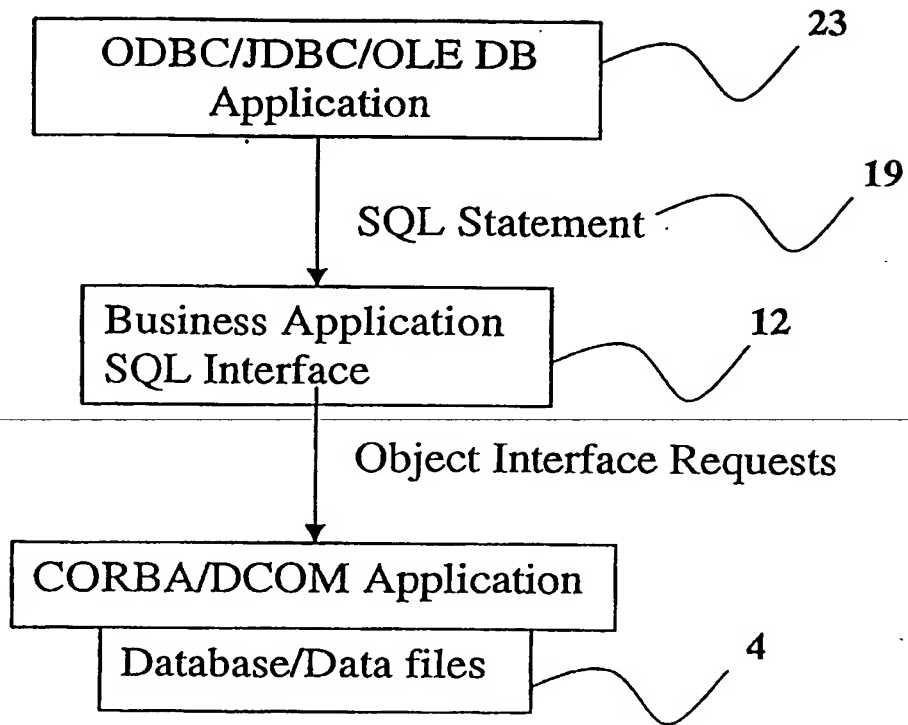 23
ODBC/JDBC/OLE DB
Application
19
SQL Statement
Business Application
SQL Interface
12
Object Interface Requests
CORBA/DCOM Application
Database/Data files
4